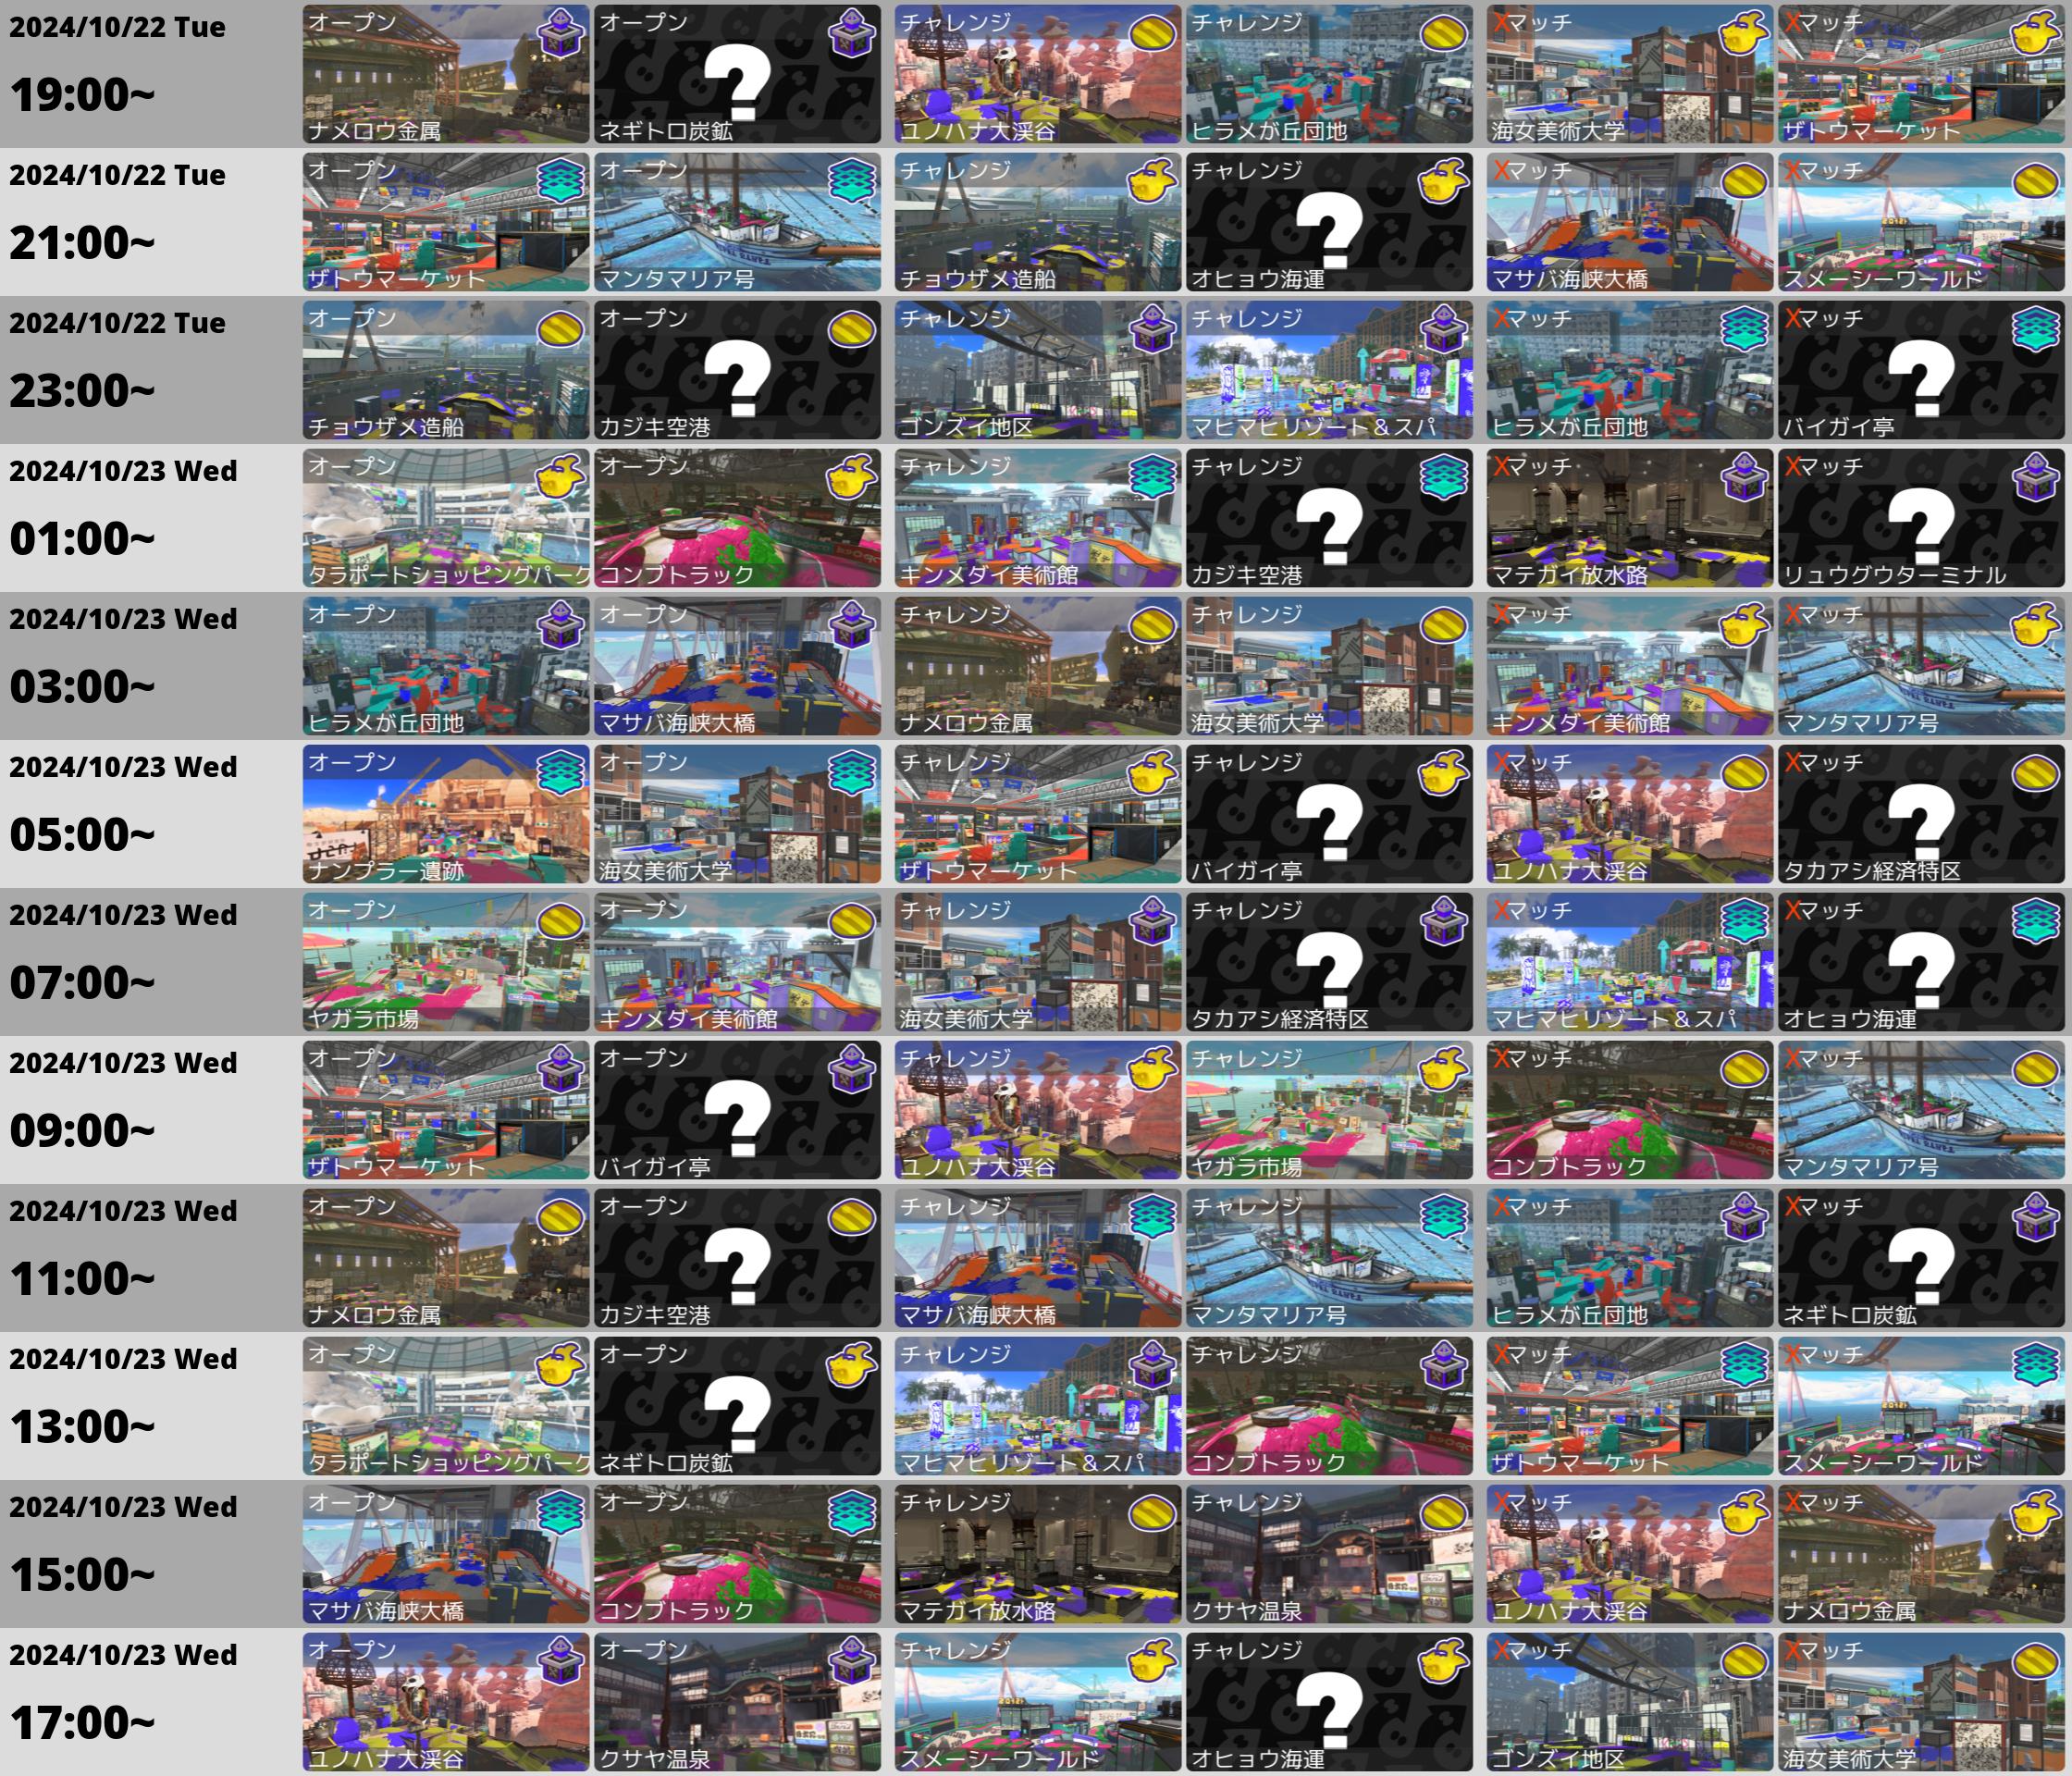 2024/10/22 Tue
19:00~
オープン
ナメロウ金属
オープン
ネギトロ炭鉱
チャレンジ
ユノハナ大渓谷
チャレンジ
ヒラメが丘団地
Xマッチ
海女美術大学
Xマッチ
ザトウマーケット
2024/10/22 Tue
21:00~
オープン
ザトウマーケット
オープン
マンタマリア号
チャレンジ
チョウザメ造船
チャレンジ
オヒョウ海運
Xマッチ
マサバ海峡大橋
Xマッチ
スメーシーワールド
2024/10/22 Tue
23:00~
オープン
チョウザメ造船
オープン
カジキ空港
チャレンジ
ゴンズイ地区
チャレンジ
マヒマヒリゾート＆スパ
Xマッチ
ヒラメが丘団地
Xマッチ
バイガイ亭
2024/10/23 Wed
01:00~
オープン
タラポートショッピングパーク
オープン
コンブトラック
チャレンジ
キンメダイ美術館
チャレンジ
カジキ空港
Xマッチ
マテガイ放水路
Xマッチ
リュウグウターミナル
2024/10/23 Wed
03:00~
オープン
ヒラメが丘団地
オープン
マサバ海峡大橋
チャレンジ
ナメロウ金属
チャレンジ
海女美術大学
Xマッチ
キンメダイ美術館
Xマッチ
マンタマリア号
2024/10/23 Wed
05:00~
オープン
ナンプラー遺跡
オープン
海女美術大学
チャレンジ
ザトウマーケット
チャレンジ
バイガイ亭
Xマッチ
ユノハナ大渓谷
Xマッチ
タカアシ経済特区
2024/10/23 Wed
07:00~
オープン
ヤガラ市場
オープン
キンメダイ美術館
チャレンジ
海女美術大学
チャレンジ
タカアシ経済特区
Xマッチ
マヒマヒリゾート＆スパ
Xマッチ
オヒョウ海運
2024/10/23 Wed
09:00~
オープン
ザトウマーケット
オープン
バイガイ亭
チャレンジ
ユノハナ大渓谷
チャレンジ
ヤガラ市場
Xマッチ
コンブトラック
Xマッチ
マンタマリア号
2024/10/23 Wed
11:00~
オープン
ナメロウ金属
オープン
カジキ空港
チャレンジ
マサバ海峡大橋
チャレンジ
マンタマリア号
Xマッチ
ヒラメが丘団地
Xマッチ
ネギトロ炭鉱
2024/10/23 Wed
13:00~
オープン
タラポートショッピングパーク
オープン
ネギトロ炭鉱
チャレンジ
マヒマヒリゾート＆スパ
チャレンジ
コンブトラック
Xマッチ
ザトウマーケット
Xマッチ
スメーシーワールド
2024/10/23 Wed
15:00~
オープン
マサバ海峡大橋
オープン
コンブトラック
チャレンジ
マテガイ放水路
チャレンジ
クサヤ温泉
Xマッチ
ユノハナ大渓谷
Xマッチ
ナメロウ金属
2024/10/23 Wed
17:00~
オープン
ユノハナ大渓谷
オープン
クサヤ温泉
チャレンジ
スメーシーワールド
チャレンジ
オヒョウ海運
Xマッチ
ゴンズイ地区
Xマッチ
海女美術大学